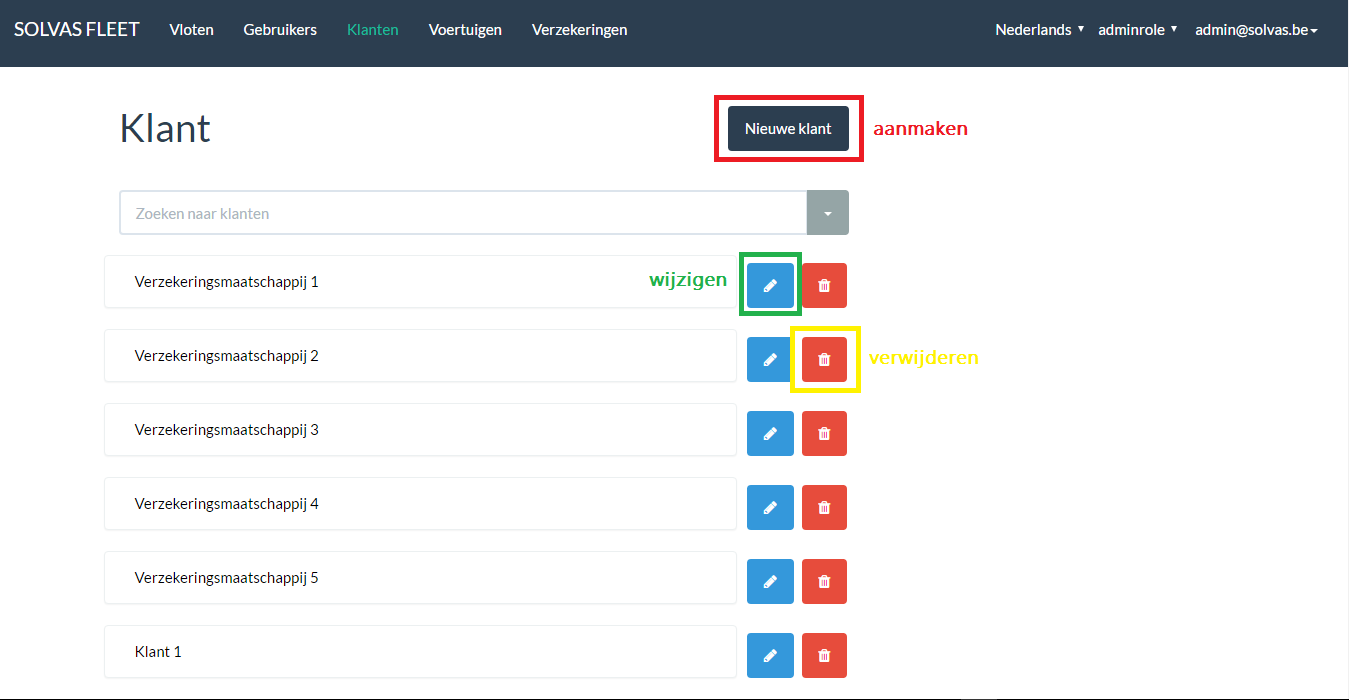 SOLVAS FLEET Vloten Gebruikers Klanten Voertuigen Verzekeringen Nederlands adminrole admin@solvas.be
Klant Nieuwe klant aanmaken
Zoeken naar klanten
Verzekeringsmaatschappij 1 wijzigen
Verzekeringsmaatschappij 2 verwijderen
Verzekeringsmaatschappij 3
Verzekeringsmaatschappij 4
Verzekeringsmaatschappij 5
Klant 1